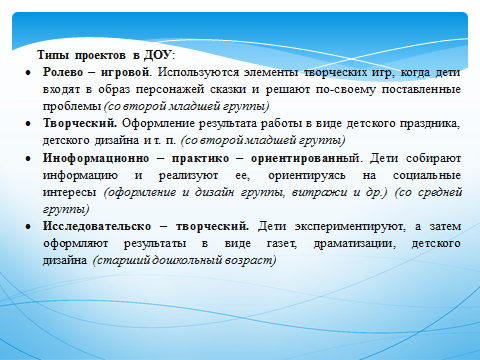 Типы проектов в ДОУ:
• Ролево – игровой. Используются элементы творческих игр, когда дети
входят в образ персонажей сказки и решают по-своему поставленные
проблемы (со второй младшей группы)
• Творческий. Оформление результата работы в виде детского праздника,
детского дизайна и т. п. (со второй младшей группы)
• Иноформационно – практико – ориентированный. Дети собирают
информацию и реализуют ее, ориентируясь на социальные
интересы (оформление и дизайн группы, витражи и др.) (со средней
группы)
• Исследовательско – творческий. Дети экспериментируют, а затем
оформляют результаты в виде газет, драматизации, детского
дизайна (старший дошкольный возраст)